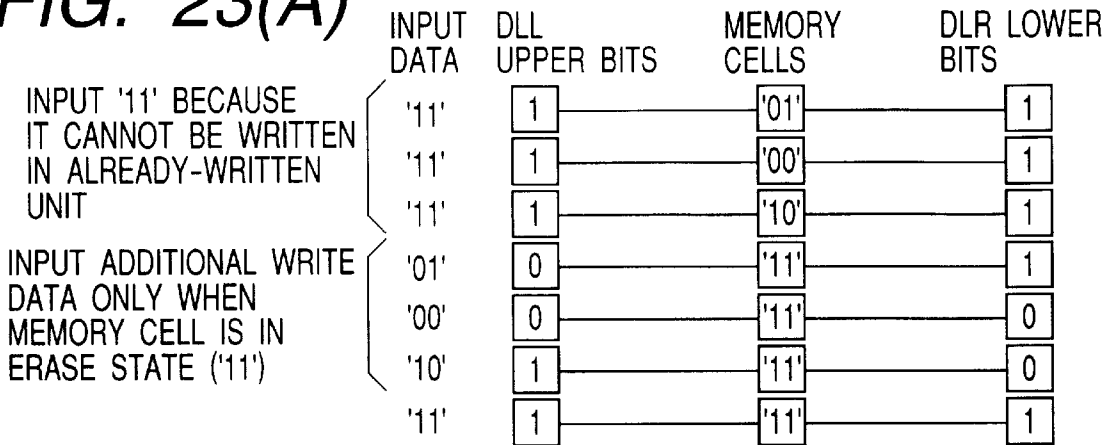 FIG. 23(A)
INPUT DATA DLL UPPER BITS MEMORY CELLS DLR LOWER BITS
INPUT '11' BECAUSE
IT CANNOT BE WRITTEN
IN ALREADY-WRITTEN
UNIT
'11' 1 '01' 1
'11' 1 '00' 1
'11' 1 '10' 1
INPUT ADDITIONAL WRITE
DATA ONLY WHEN
MEMORY CELL IS IN
ERASE STATE ('11')
'01' 0 '11' 1
'00' 0 '11' 0
'10' 1 '11' 0
'11' 1 '11' 1